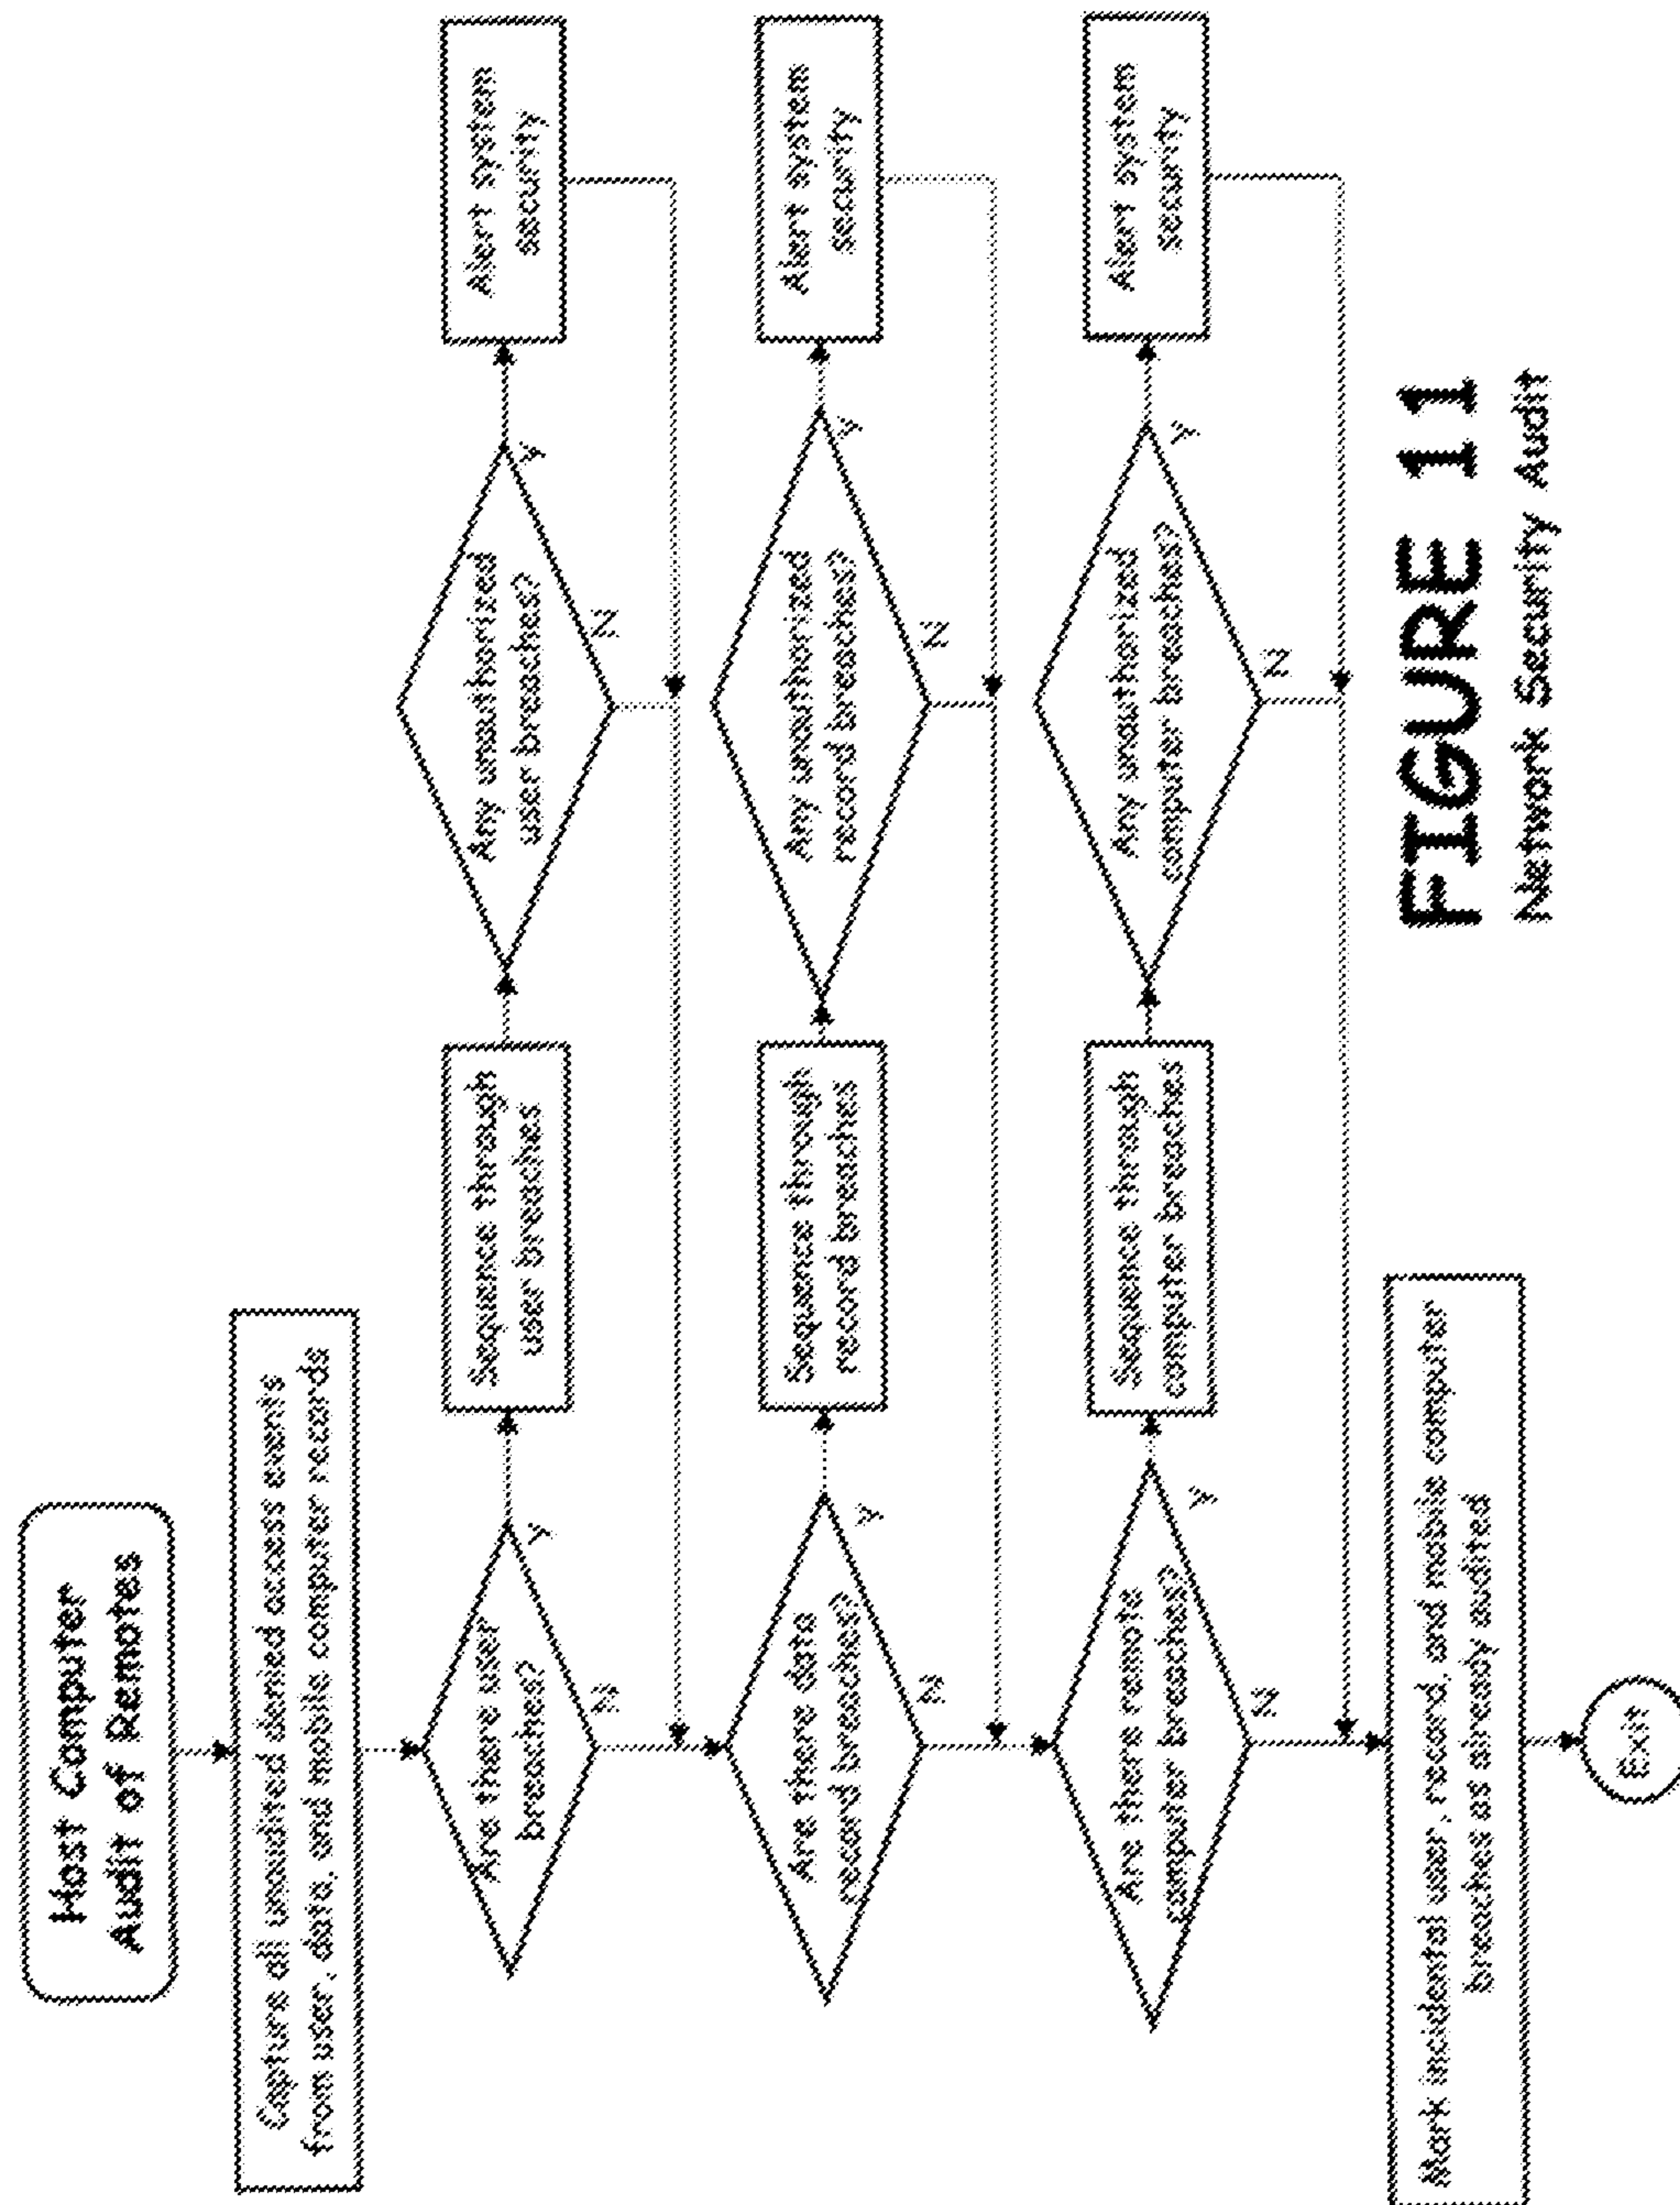 Host Computer
Audit of Remotes
Capture all unaudited denied access events
from user, data, and mobile computer records
Are there user
breaches?
Y
N
Sequence through
user breaches
Any unauthorized
user breaches?
Y
N
Alert system
security
Are there data
record breaches?
Y
N
Sequence through
record breaches
Any unauthorized
record breaches?
Y
N
Alert system
security
Are there remote
computer breaches?
Y
N
Sequence through
computer breaches
Any unauthorized
computer breaches?
Y
N
Alert system
security
Mark incidental user, record, and mobile computer
breaches as already audited
Exit
FIGURE 11
Network Security Audit